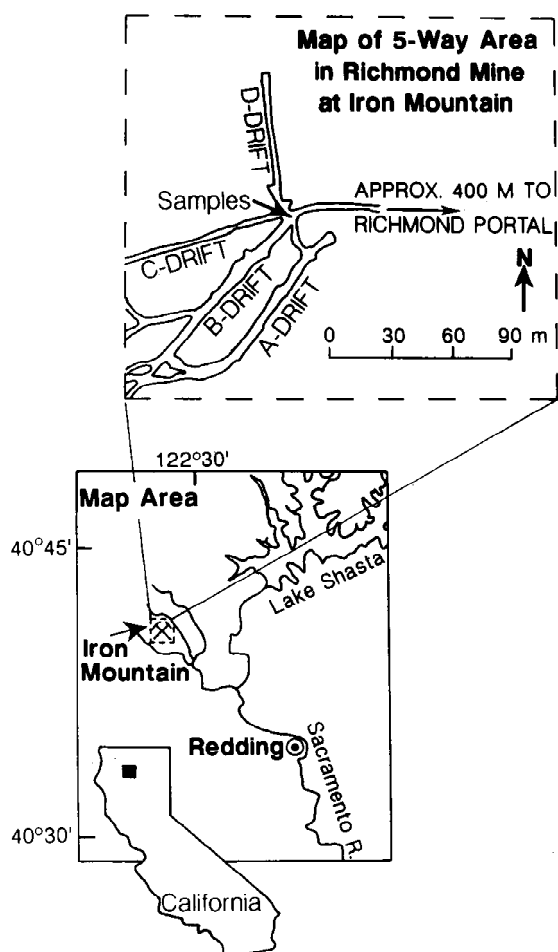 Map of 5-Way Area
in Richmond Mine
at Iron Mountain
D-DRIFT
Samples
APPROX. 400 M TO
RICHMOND PORTAL
C-DRIFT
B-DRIFT
A-DRIFT
N
0 30 60 90 m
122°30'
Map Area
40°45'
Lake Shasta
Iron
Mountain
Redding
Sacramento R.
40°30'
California